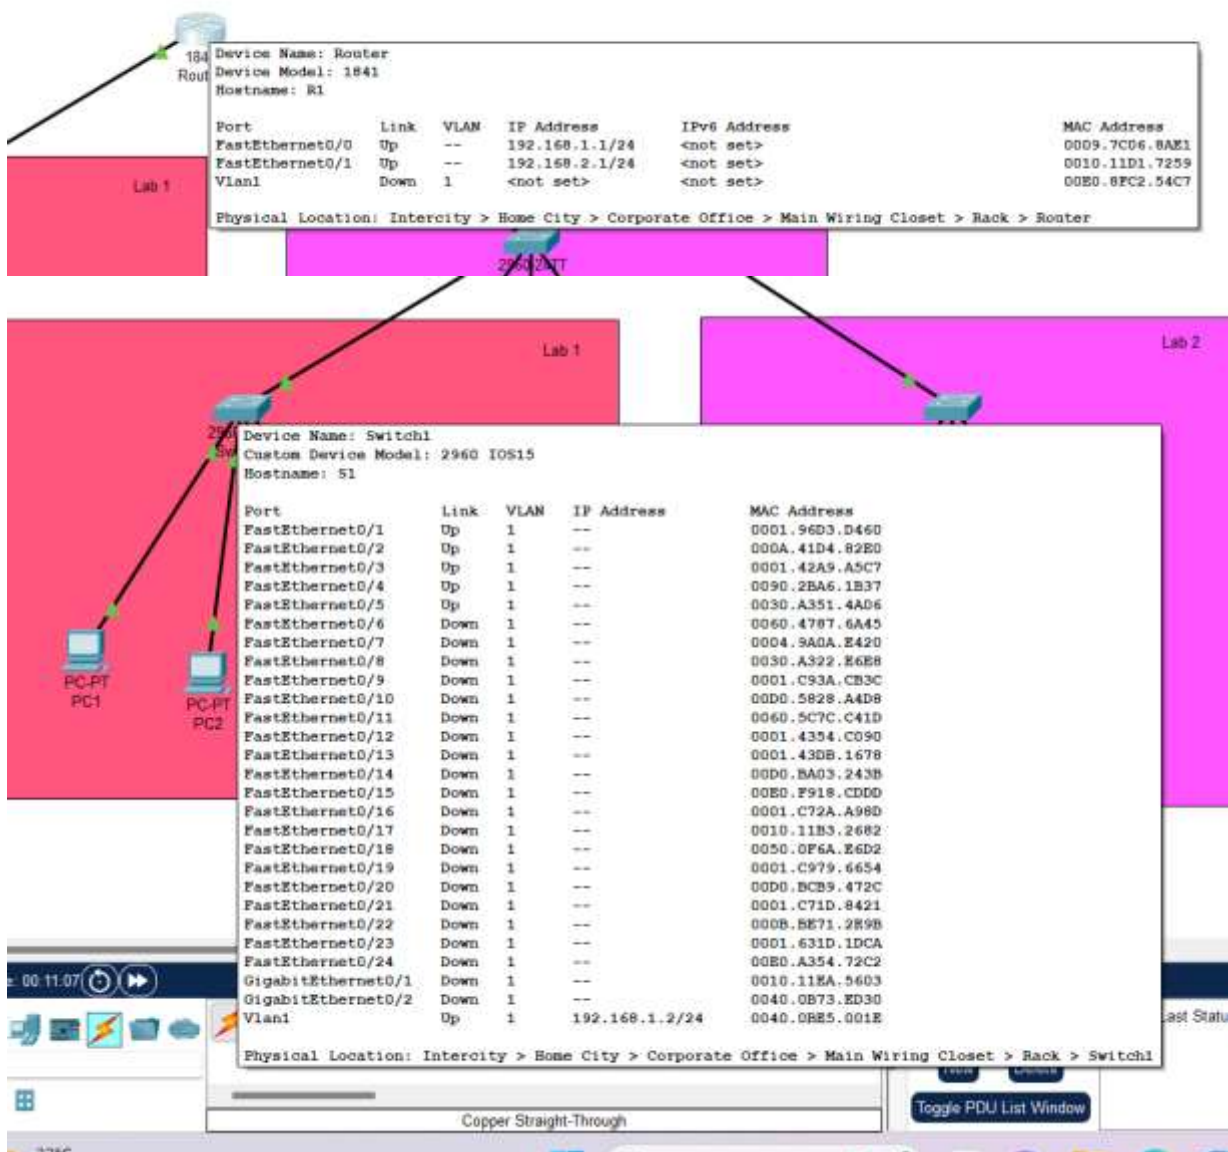 Device Name: Router
Device Model: 1841
Hostname: R1
Port Link VLAN IP Address IPv6 Address MAC Address
FastEthernet0/0 Up -- 192.168.1.1/24 <not set> 0009.7C06.8AE1
FastEthernet0/1 Up -- 192.168.2.1/24 <not set> 0010.11D1.7259
Vlan1 Down 1 <not set> <not set> 00E0.8FC2.54C7
Physical Location: Intercity > Home City > Corporate Office > Main Wiring Closet > Rack > Router
184
Rout
Lab 1
2960 24TT
Lab 1
Lab 2
Device Name: Switch1
Custom Device Model: 2960 IOS15
Hostname: S1
Port Link VLAN IP Address MAC Address
FastEthernet0/1 Up 1 -- 0001.96D3.D460
FastEthernet0/2 Up 1 -- 000A.41D4.82E0
FastEthernet0/3 Up 1 -- 0001.42A9.A5C7
FastEthernet0/4 Up 1 -- 0090.2BA6.1B37
FastEthernet0/5 Up 1 -- 0030.A351.4AD6
FastEthernet0/6 Down 1 -- 0060.4787.6A45
FastEthernet0/7 Down 1 -- 0004.9A0A.E420
FastEthernet0/8 Down 1 -- 0030.A322.E6E8
FastEthernet0/9 Down 1 -- 0001.C93A.CB3C
FastEthernet0/10 Down 1 -- 00D0.5828.A4D8
FastEthernet0/11 Down 1 -- 0060.5C7C.C41D
FastEthernet0/12 Down 1 -- 0001.4354.C090
FastEthernet0/13 Down 1 -- 0001.43DB.1678
FastEthernet0/14 Down 1 -- 00D0.BA03.243B
FastEthernet0/15 Down 1 -- 00E0.F918.CDDD
FastEthernet0/16 Down 1 -- 0001.C72A.A98D
FastEthernet0/17 Down 1 -- 0010.11B3.2682
FastEthernet0/18 Down 1 -- 0050.0F6A.E6D2
FastEthernet0/19 Down 1 -- 0001.C979.6654
FastEthernet0/20 Down 1 -- 00D0.BCB9.472C
FastEthernet0/21 Down 1 -- 0001.C71D.8421
FastEthernet0/22 Down 1 -- 000B.BE71.2E9B
FastEthernet0/23 Down 1 -- 0001.631D.1DCA
FastEthernet0/24 Down 1 -- 00E0.A354.72C2
GigabitEthernet0/1 Down 1 -- 0010.11EA.5603
GigabitEthernet0/2 Down 1 -- 0040.0B73.ED30
Vlan1 Up 1 192.168.1.2/24 0040.0BE5.001E
Physical Location: Intercity > Home City > Corporate Office > Main Wiring Closet > Rack > Switch1
PC-PT
PC1
PC-PT
PC2
00:11:07
Last Statu
New Delete
Toggle PDU List Window
Copper Straight-Through